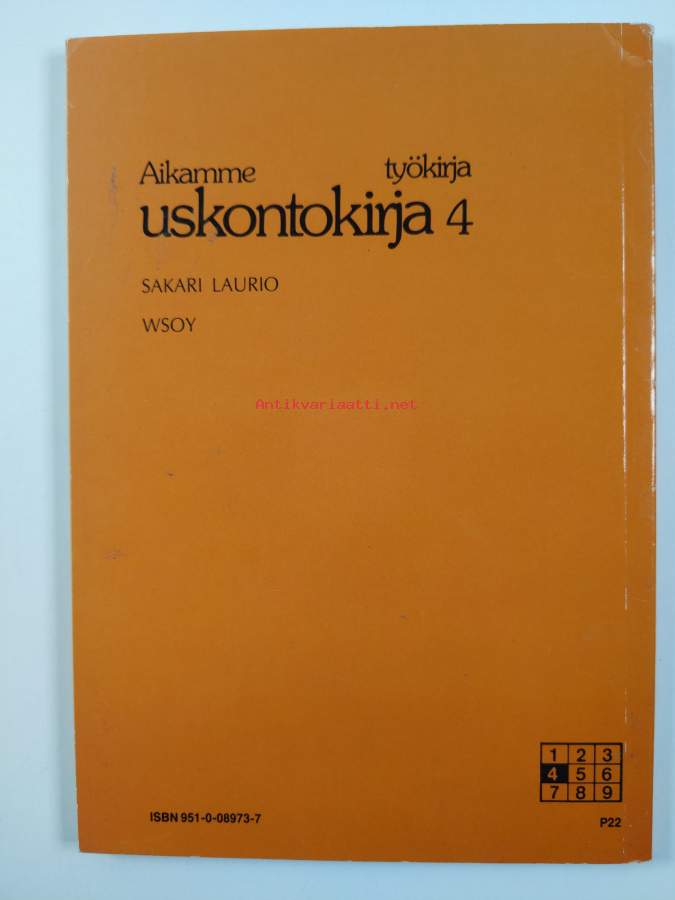 Aikamme työkirja
uskontokirja 4
SAKARI LAURIO
WSOY
Antikvariaatti.net
1 2 3
4 5 6
7 8 9
ISBN 951-0-08973-7
P22